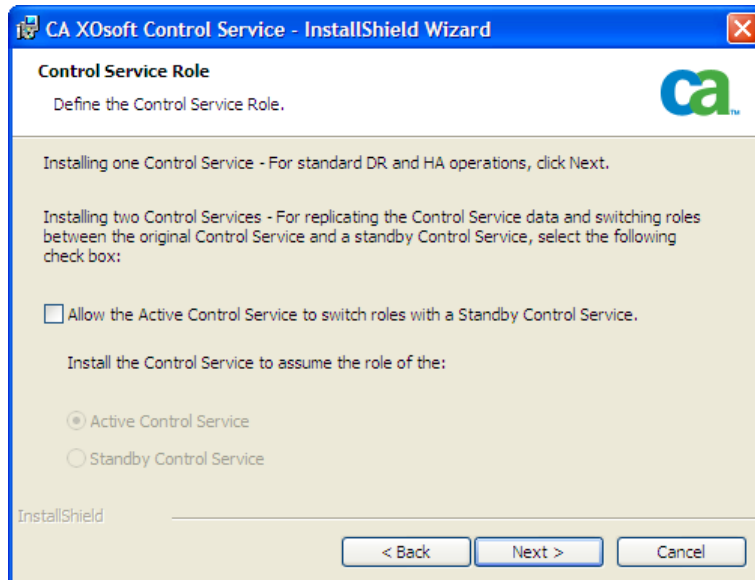 CA XOsoft Control Service - InstallShield Wizard
Control Service Role
Define the Control Service Role.
ca
TM
Installing one Control Service - For standard DR and HA operations, click Next.
Installing two Control Services - For replicating the Control Service data and switching roles
between the original Control Service and a standby Control Service, select the following
check box:
Allow the Active Control Service to switch roles with a Standby Control Service.
Install the Control Service to assume the role of the:
Active Control Service
Standby Control Service
InstallShield
< Back
Next >
Cancel